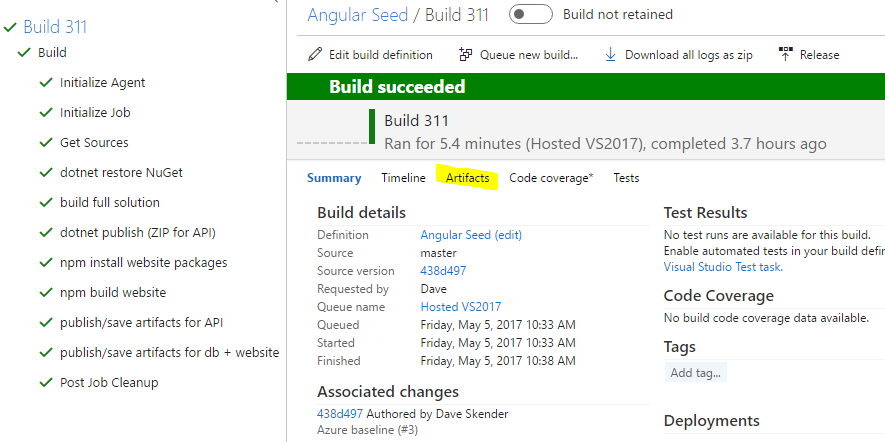 Build 311
Build
Initialize Agent
Initialize Job
Get Sources
dotnet restore NuGet
build full solution
dotnet publish (ZIP for API)
npm install website packages
npm build website
publish/save artifacts for API
publish/save artifacts for db + website
Post Job Cleanup
Angular Seed / Build 311 Build not retained
Edit build definition Queue new build... Download all logs as zip Release
Build succeeded
Build 311
Ran for 5.4 minutes (Hosted VS2017), completed 3.7 hours ago
Summary Timeline Artifacts Code coverage* Tests
Build details
Definition Angular Seed (edit)
Source master
Source version 438d497
Requested by Dave
Queue name Hosted VS2017
Queued Friday, May 5, 2017 10:33 AM
Started Friday, May 5, 2017 10:33 AM
Finished Friday, May 5, 2017 10:38 AM
Associated changes
438d497 Authored by Dave Skender
Azure baseline (#3)
Test Results
No test runs are available for this build.
Enable automated tests in your build defin
Visual Studio Test task.
Code Coverage
No build code coverage data available.
Tags
Add tag...
Deployments